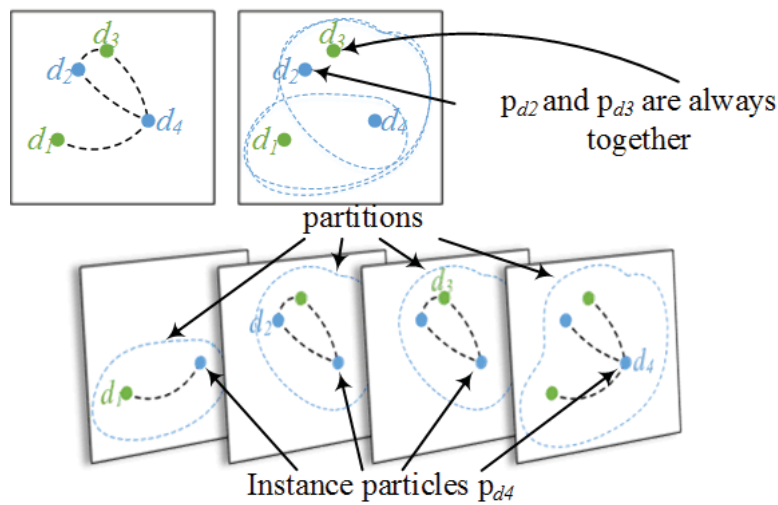 d3
d2
d4
d1
d3
d2
d4
d1
pd2 and pd3 are always
together
partitions
d1
d2
d3
d4
Instance particles pd4